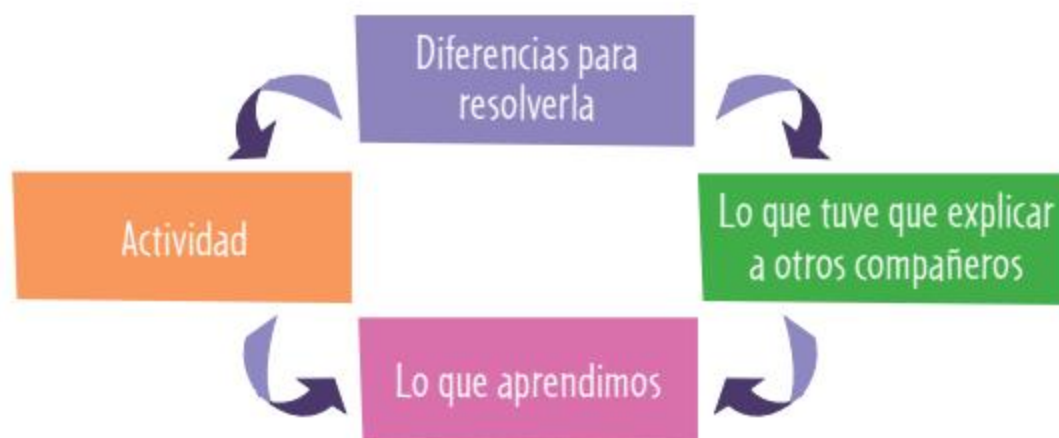 Diferencias para
resolverla
Actividad
Lo que tuve que explicar
a otros compañeros
Lo que aprendimos